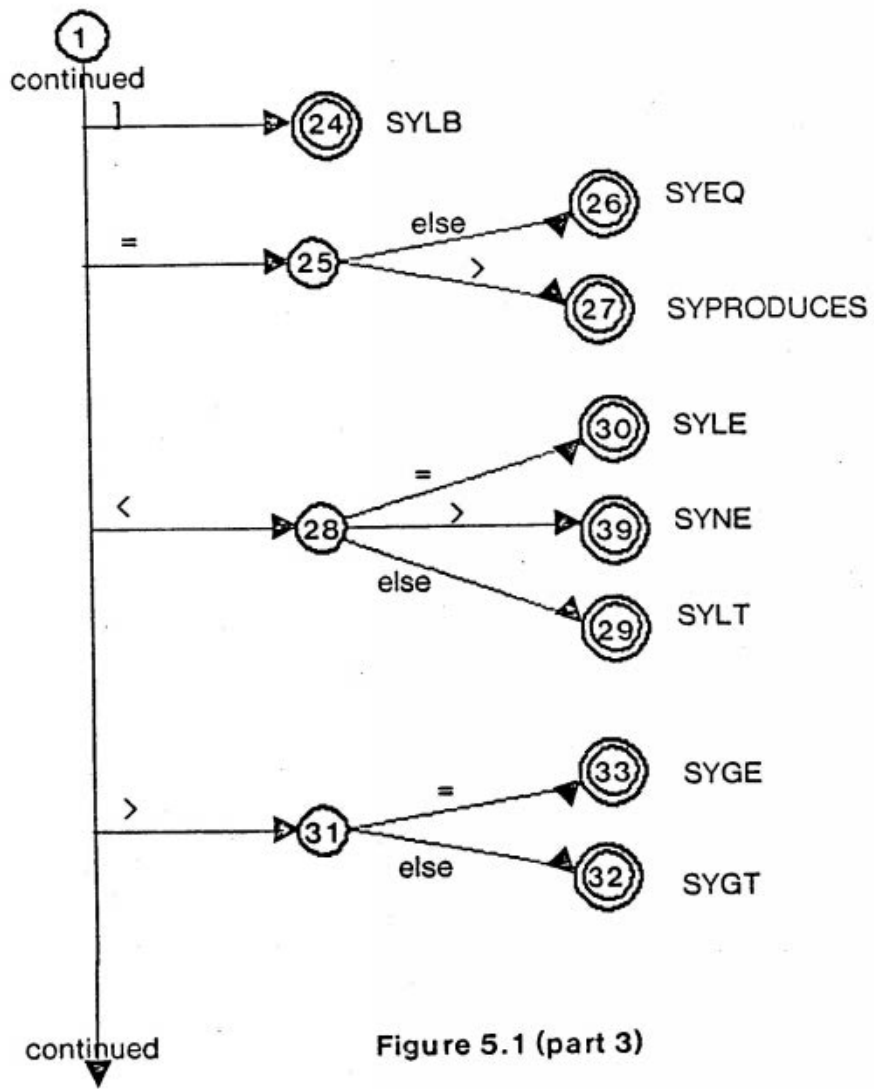 1
continued
] 24 SYLB
else 26 SYEQ
= 25
> 27 SYPRODUCES
= 30 SYLE
< 28 > 39 SYNE
else 29 SYLT
= 33 SYGE
> 31
else 32 SYGT
continued
Figure 5.1 (part 3)